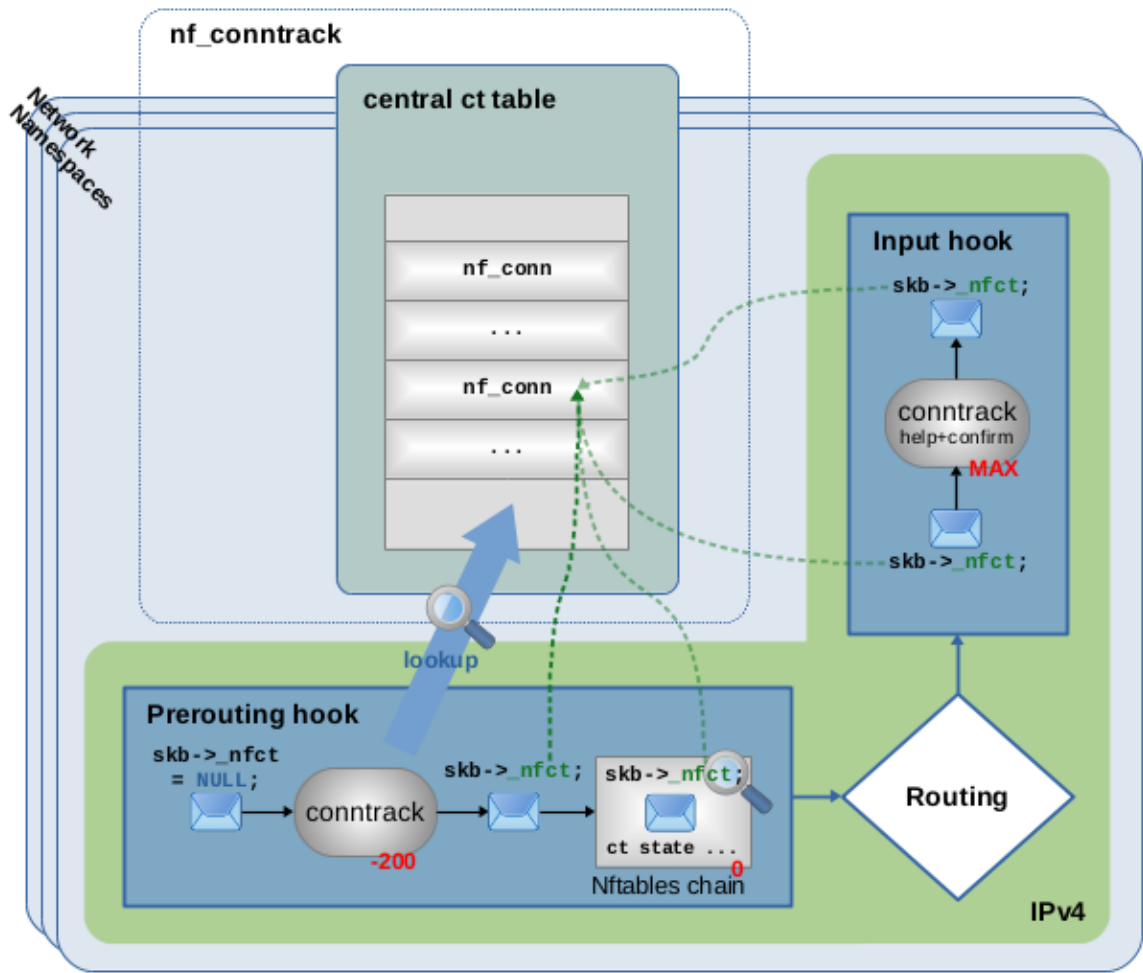 nf_conntrack
central ct table
Network
Namespaces
nf_conn
...
nf_conn
...
Input hook
skb->_nfct;
conntrack
help+confirm
MAX
skb->_nfct;
lookup
Prerouting hook
skb->_nfct
= NULL;
conntrack
-200
skb->_nfct;
skb->_nfct;
ct state ...
0
Nftables chain
Routing
IPv4